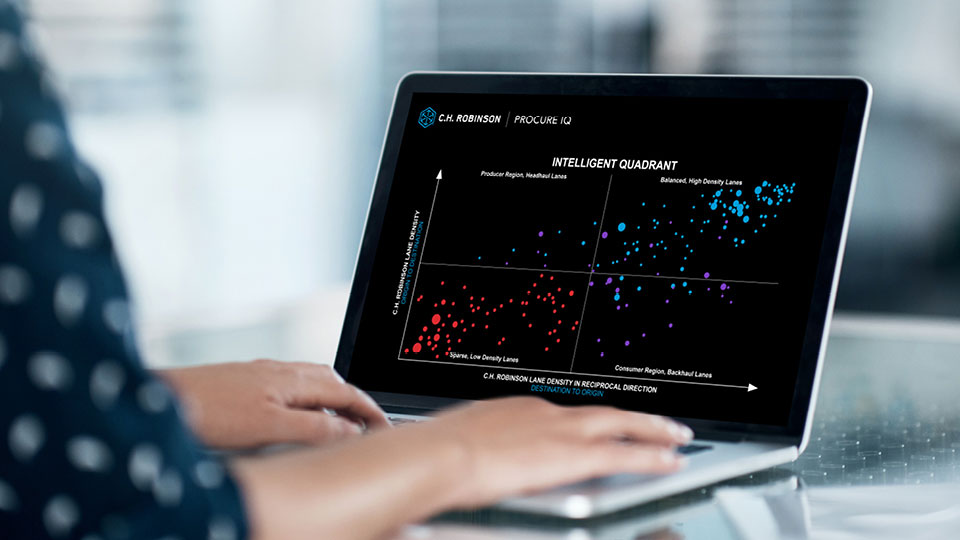 C.H. ROBINSON | PROCURE IQ
INTELLIGENT QUADRANT
Producer Region, Headhaul Lanes
Balanced, High Density Lanes
C.H. ROBINSON LANE DENSITY
ORIGIN TO DESTINATION
Sparse, Low Density Lanes
Consumer Region, Backhaul Lanes
C.H. ROBINSON LANE DENSITY IN RECIPROCAL DIRECTION
DESTINATION TO ORIGIN